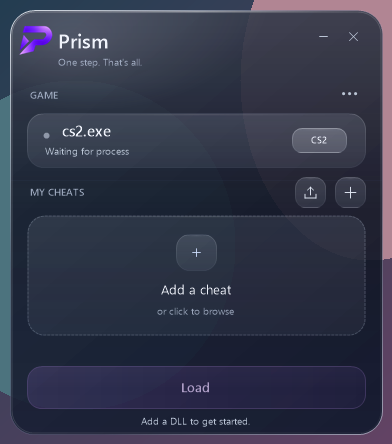 Prism
One step. That's all.
GAME
cs2.exe
Waiting for process
CS2
MY CHEATS
Add a cheat
or click to browse
Load
Add a DLL to get started.